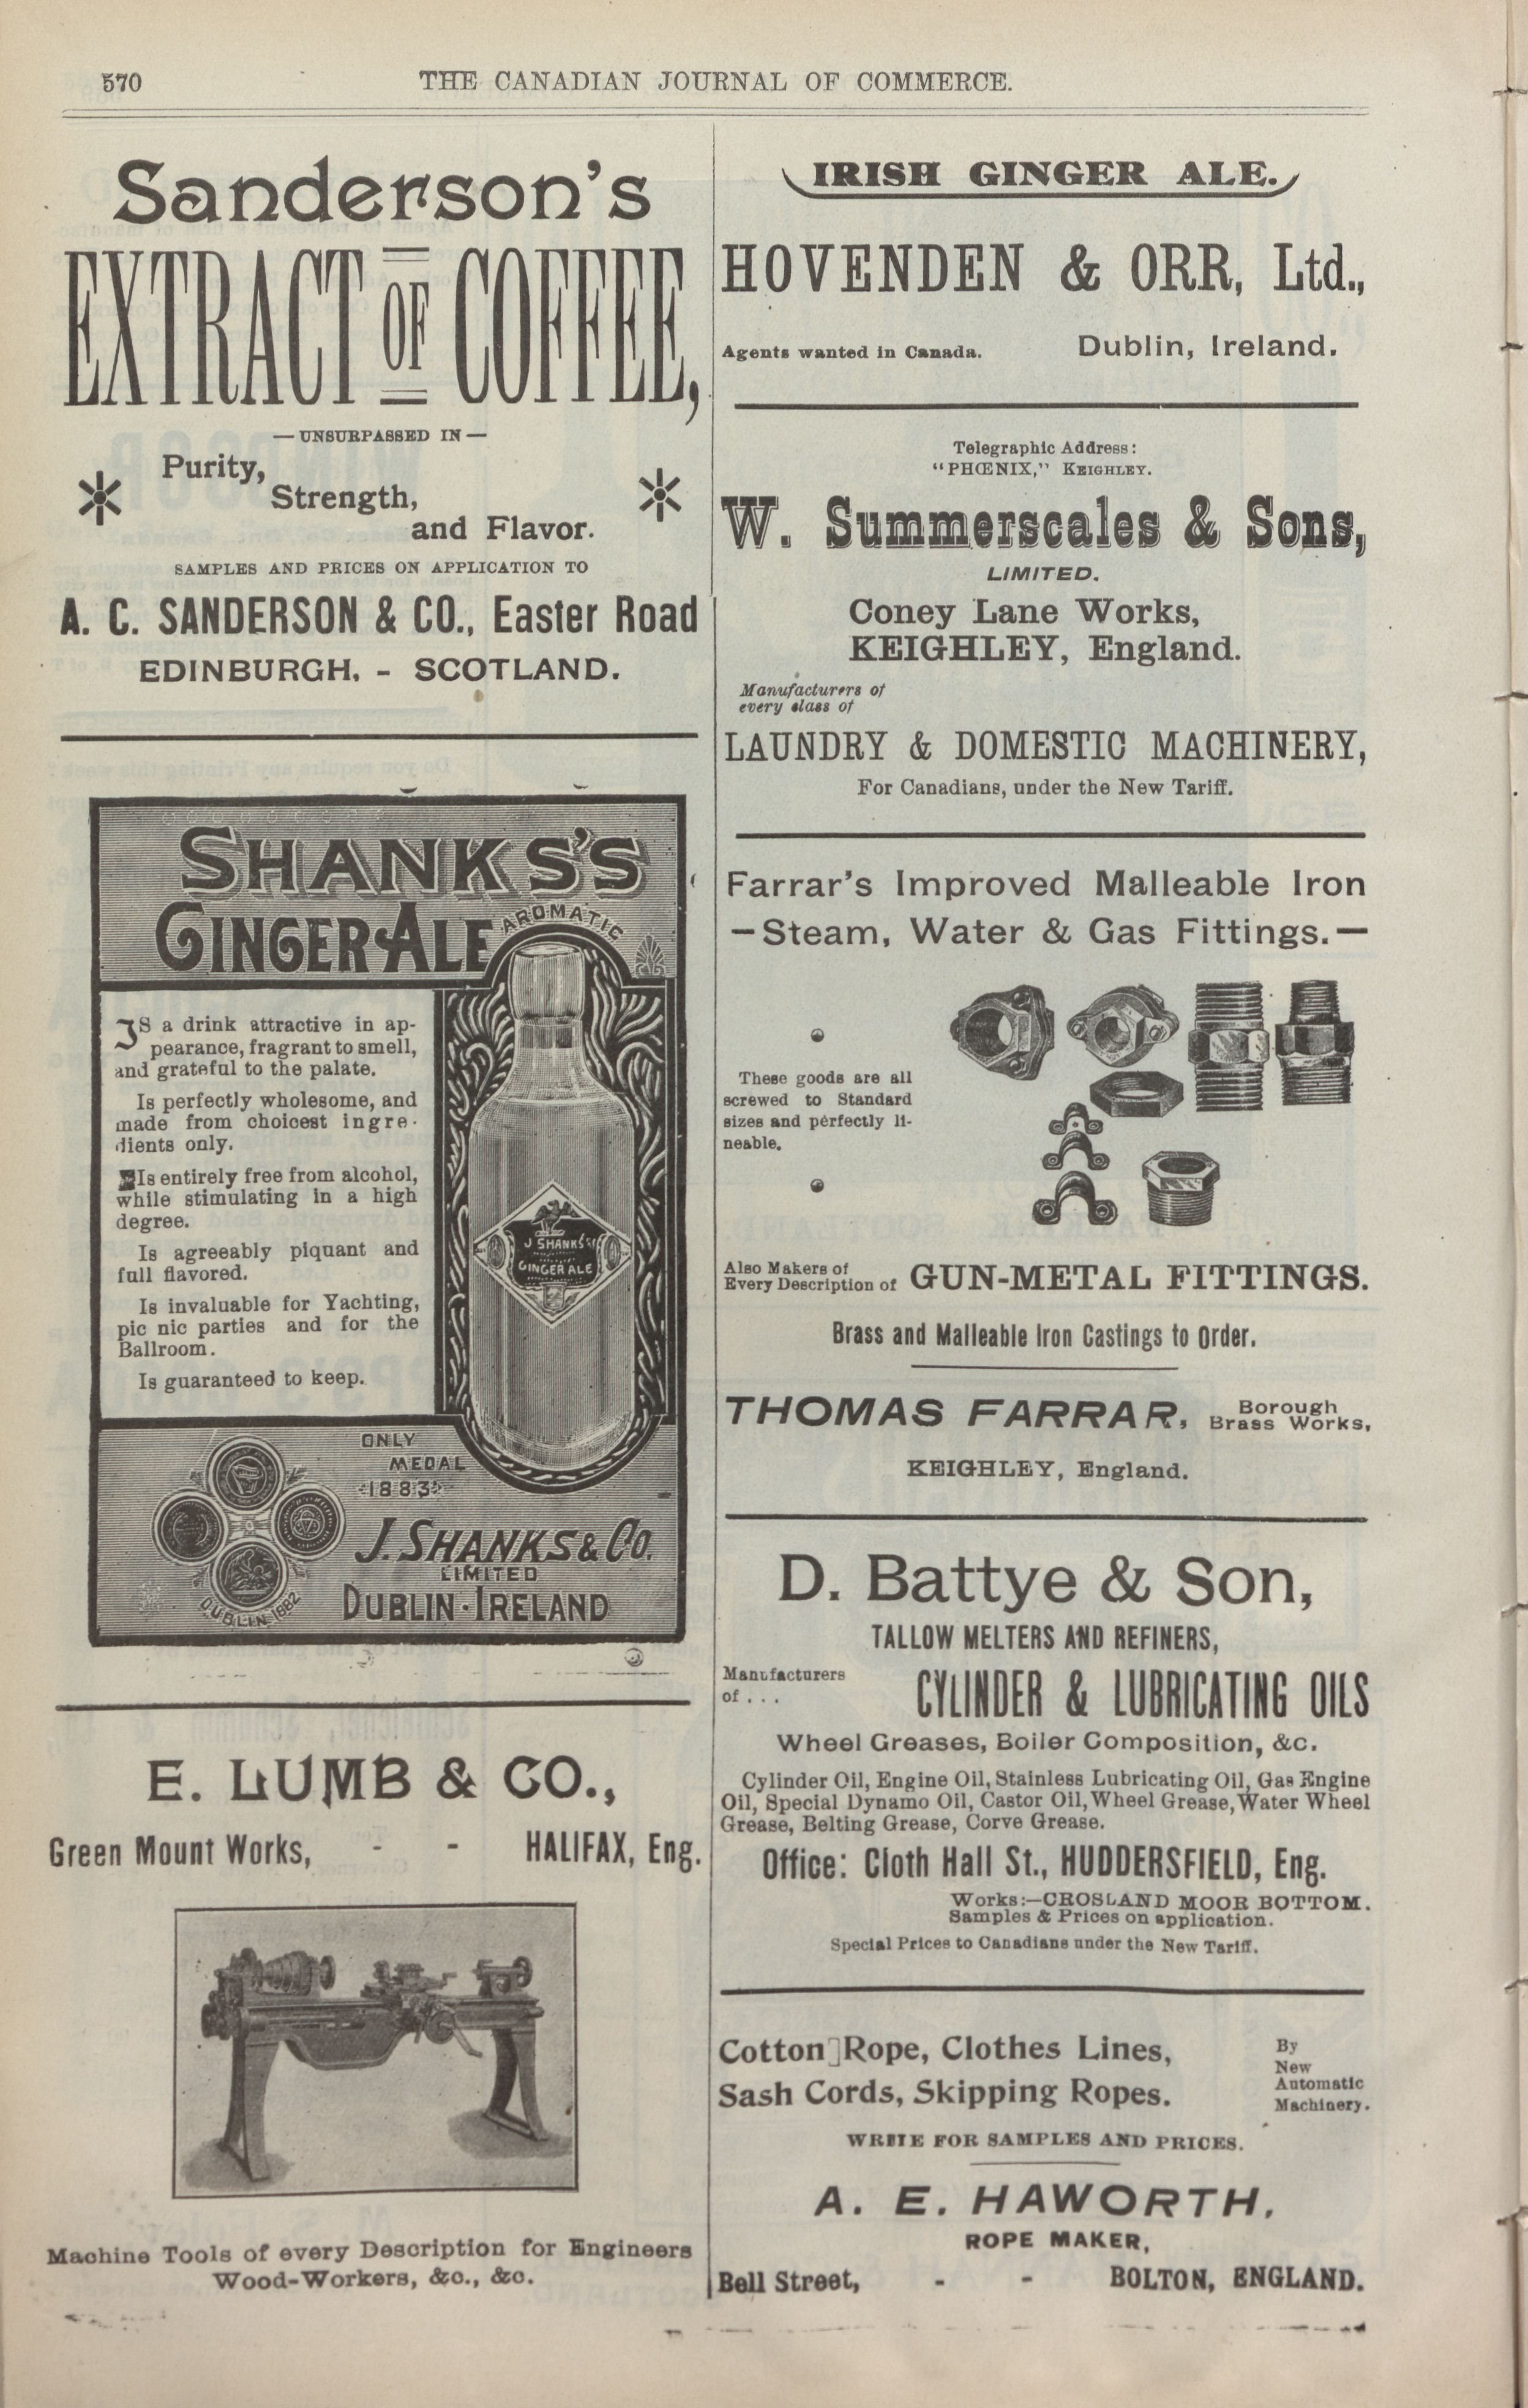 570
THE CANADIAN JOURNAL OF COMMERCE.
Sanderson's
EXTRACT OF COFFEE,
— UNSURPASSED IN —
Purity,
Strength,
and Flavor.
SAMPLES AND PRICES ON APPLICATION TO
A. C. SANDERSON & CO., Easter Road
EDINBURGH, - SCOTLAND.
SHANKS'S
GINGER ALE
AROMATIC
IS a drink attractive in ap-
pearance, fragrant to smell,
and grateful to the palate.
Is perfectly wholesome, and
made from choicest ingre-
dients only.
Is entirely free from alcohol,
while stimulating in a high
degree.
Is agreeably piquant and
full flavored.
Is invaluable for Yachting,
pic nic parties and for the
Ballroom.
Is guaranteed to keep.
J SHANKS & Co
GINGER ALE
ONLY
MEDAL
1883
J. SHANKS & Co.
LIMITED
DUBLIN · IRELAND
DUBLIN 1882
E. LUMB & CO.,
Green Mount Works, - - HALIFAX, Eng.
Machine Tools of every Description for Engineers
Wood-Workers, &c., &c.
IRISH GINGER ALE.
HOVENDEN & ORR, Ltd.,
Agents wanted in Canada. Dublin, Ireland.
Telegraphic Address:
"PHŒNIX," KEIGHLEY.
W. Summerscales & Sons,
LIMITED.
Coney Lane Works,
KEIGHLEY, England.
Manufacturers of
every class of
LAUNDRY & DOMESTIC MACHINERY,
For Canadians, under the New Tariff.
Farrar's Improved Malleable Iron
— Steam, Water & Gas Fittings. —
These goods are all
screwed to Standard
sizes and perfectly li-
neable.
Also Makers of
Every Description of GUN-METAL FITTINGS.
Brass and Malleable Iron Castings to Order.
THOMAS FARRAR, Borough
Brass Works,
KEIGHLEY, England.
D. Battye & Son,
TALLOW MELTERS AND REFINERS,
Manufacturers
of . . . CYLINDER & LUBRICATING OILS
Wheel Greases, Boiler Composition, &c.
Cylinder Oil, Engine Oil, Stainless Lubricating Oil, Gas Engine
Oil, Special Dynamo Oil, Castor Oil, Wheel Grease, Water Wheel
Grease, Belting Grease, Corve Grease.
Office: Cloth Hall St., HUDDERSFIELD, Eng.
Works:—CROSLAND MOOR BOTTOM.
Samples & Prices on application.
Special Prices to Canadians under the New Tariff.
Cotton Rope, Clothes Lines,
Sash Cords, Skipping Ropes.
By
New
Automatic
Machinery.
WRITE FOR SAMPLES AND PRICES.
A. E. HAWORTH,
ROPE MAKER,
Bell Street, - - BOLTON, ENGLAND.